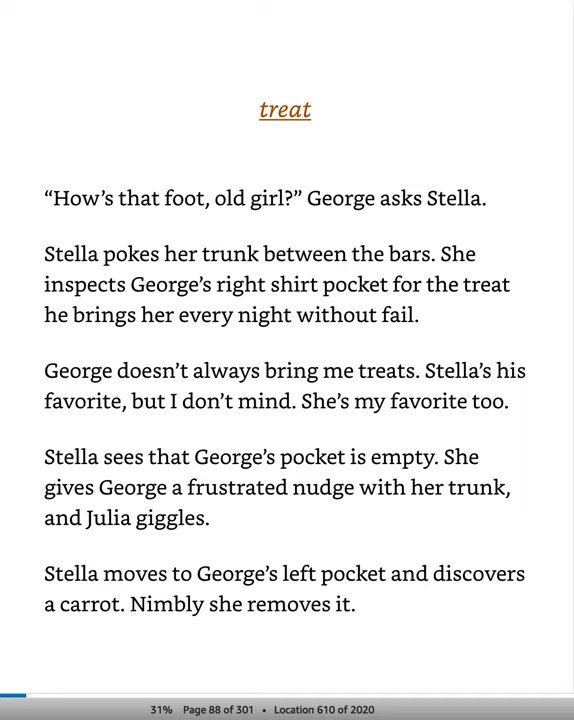 treat
“How’s that foot, old girl?” George asks Stella.
Stella pokes her trunk between the bars. She
inspects George’s right shirt pocket for the treat
he brings her every night without fail.
George doesn’t always bring me treats. Stella’s his
favorite, but I don’t mind. She’s my favorite too.
Stella sees that George’s pocket is empty. She
gives George a frustrated nudge with her trunk,
and Julia giggles.
Stella moves to George’s left pocket and discovers
a carrot. Nimbly she removes it.
31% Page 88 of 301 • Location 610 of 2020